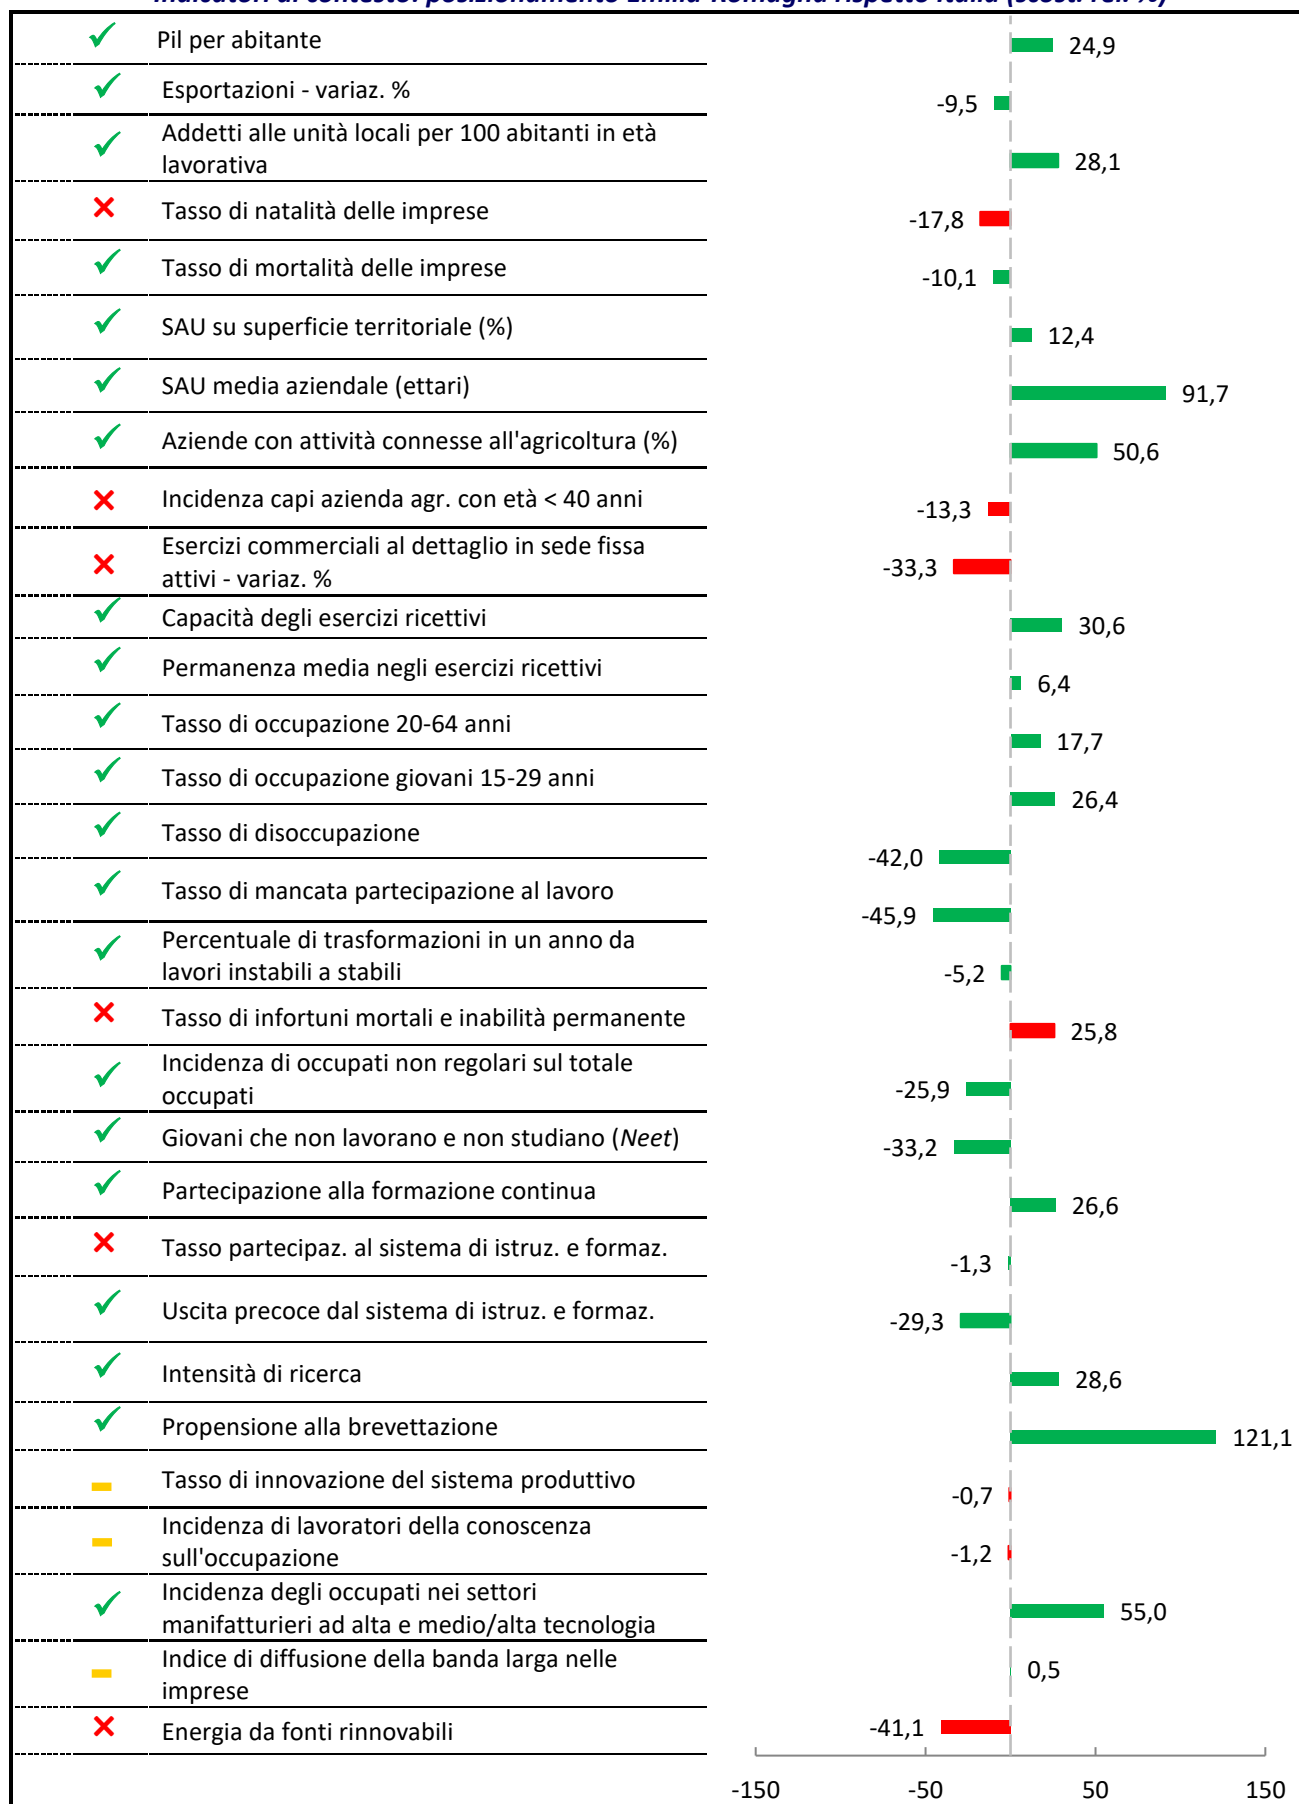 Indicatori di contesto: posizionamento Emilia-Romagna rispetto Italia (scost. rel. %)
Pil per abitante 24,9
Esportazioni - variaz. % -9,5
Addetti alle unità locali per 100 abitanti in età
lavorativa 28,1
Tasso di natalità delle imprese -17,8
Tasso di mortalità delle imprese -10,1
SAU su superficie territoriale (%) 12,4
SAU media aziendale (ettari) 91,7
Aziende con attività connesse all'agricoltura (%) 50,6
Incidenza capi azienda agr. con età < 40 anni -13,3
Esercizi commerciali al dettaglio in sede fissa
attivi - variaz. % -33,3
Capacità degli esercizi ricettivi 30,6
Permanenza media negli esercizi ricettivi 6,4
Tasso di occupazione 20-64 anni 17,7
Tasso di occupazione giovani 15-29 anni 26,4
Tasso di disoccupazione -42,0
Tasso di mancata partecipazione al lavoro -45,9
Percentuale di trasformazioni in un anno da
lavori instabili a stabili -5,2
Tasso di infortuni mortali e inabilità permanente 25,8
Incidenza di occupati non regolari sul totale
occupati -25,9
Giovani che non lavorano e non studiano (Neet) -33,2
Partecipazione alla formazione continua 26,6
Tasso partecipaz. al sistema di istruz. e formaz. -1,3
Uscita precoce dal sistema di istruz. e formaz. -29,3
Intensità di ricerca 28,6
Propensione alla brevettazione 121,1
Tasso di innovazione del sistema produttivo -0,7
Incidenza di lavoratori della conoscenza
sull'occupazione -1,2
Incidenza degli occupati nei settori
manifatturieri ad alta e medio/alta tecnologia 55,0
Indice di diffusione della banda larga nelle
imprese 0,5
Energia da fonti rinnovabili -41,1
-150 -50 50 150